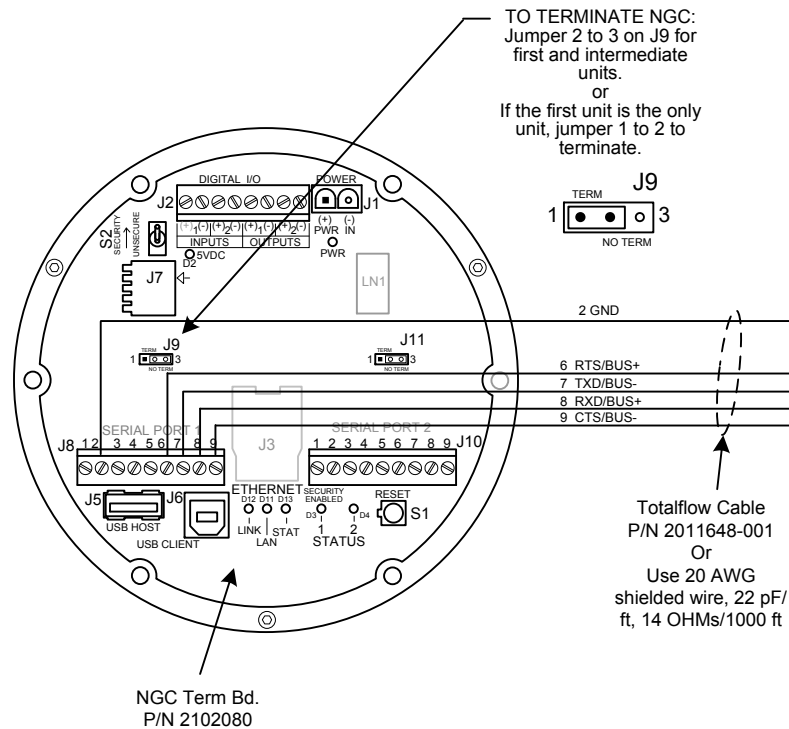 TO TERMINATE NGC:
Jumper 2 to 3 on J9 for
first and intermediate
units.
or
If the first unit is the only
unit, jumper 1 to 2 to
terminate.
J9
TERM
1
3
NO TERM
DIGITAL I/O
POWER
J2
J1
(+) 1 (-) (+) 2 (-) (+) 1 (-) (+) 2 (-)
INPUTS
OUTPUTS
(+) (-)
PWR IN
PWR
S2
SECURITY
UNSECURE
5VDC
D2
J7
LN1
2 GND
J9
TERM
1
3
NO TERM
J11
TERM
1
3
NO TERM
6 RTS/BUS+
7 TXD/BUS-
8 RXD/BUS+
9 CTS/BUS-
SERIAL PORT 1
J8
1 2 3 4 5 6 7 8 9
J3
SERIAL PORT 2
1 2 3 4 5 6 7 8 9
J10
J5
USB HOST
J6
USB CLIENT
ETHERNET
D12 D11 D13
LINK
LAN
STAT
SECURITY
ENABLED
D3
D4
1 2
STATUS
RESET
S1
Totalflow Cable
P/N 2011648-001
Or
Use 20 AWG
shielded wire, 22 pF/
ft, 14 OHMs/1000 ft
NGC Term Bd.
P/N 2102080